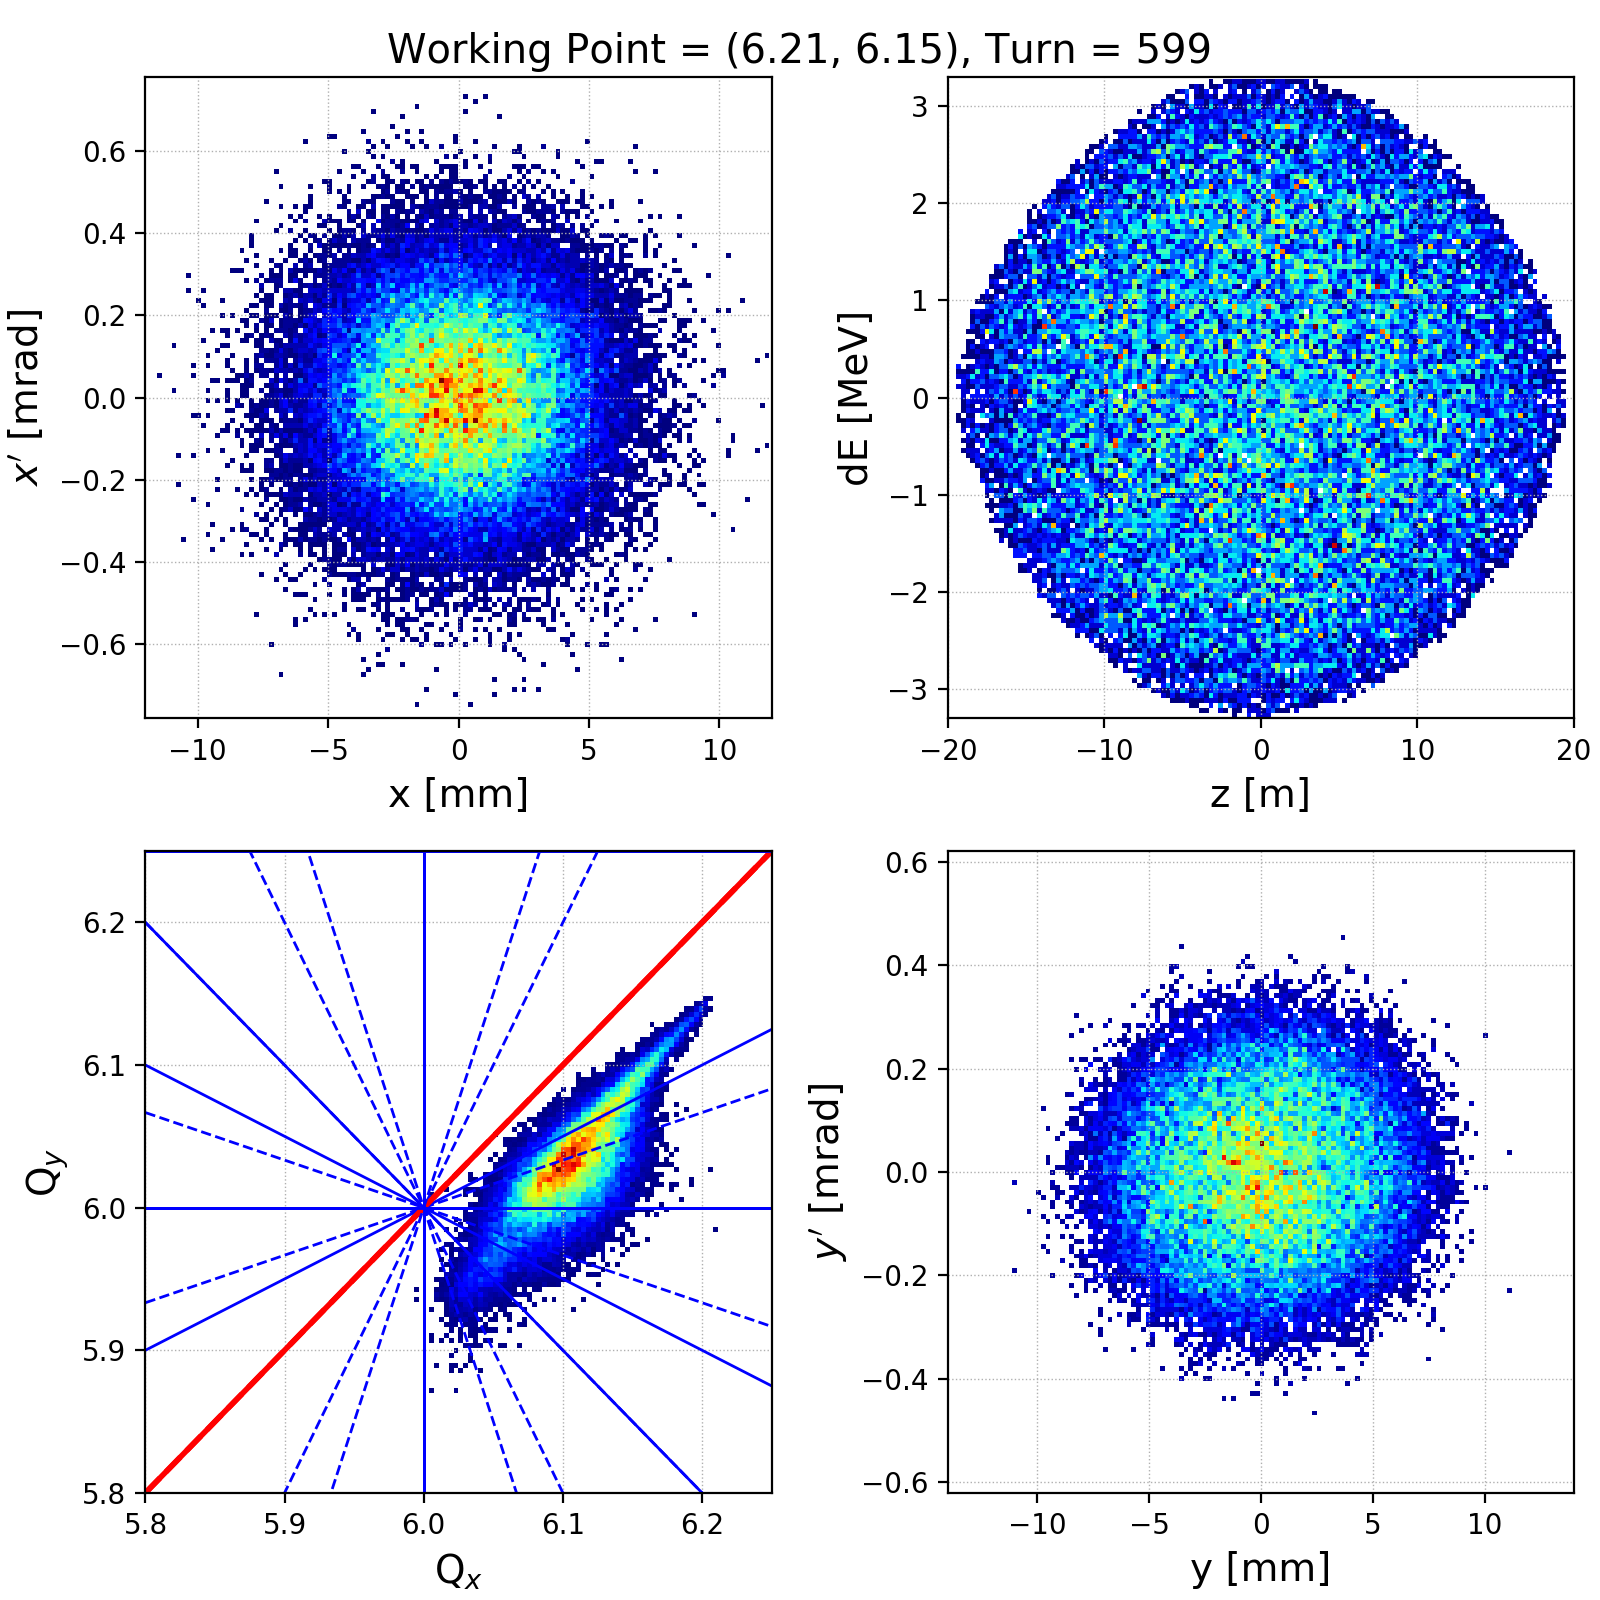 Working Point = (6.21, 6.15), Turn = 599
0.6
0.4
0.2
0.0
−0.2
−0.4
−0.6
x′ [mrad]
−10 −5 0 5 10
x [mm]
3
2
1
0
−1
−2
−3
dE [MeV]
−20 −10 0 10 20
z [m]
6.2
6.1
6.0
5.9
5.8
Qy
5.8 5.9 6.0 6.1 6.2
Qx
0.6
0.4
0.2
0.0
−0.2
−0.4
−0.6
y′ [mrad]
−10 −5 0 5 10
y [mm]